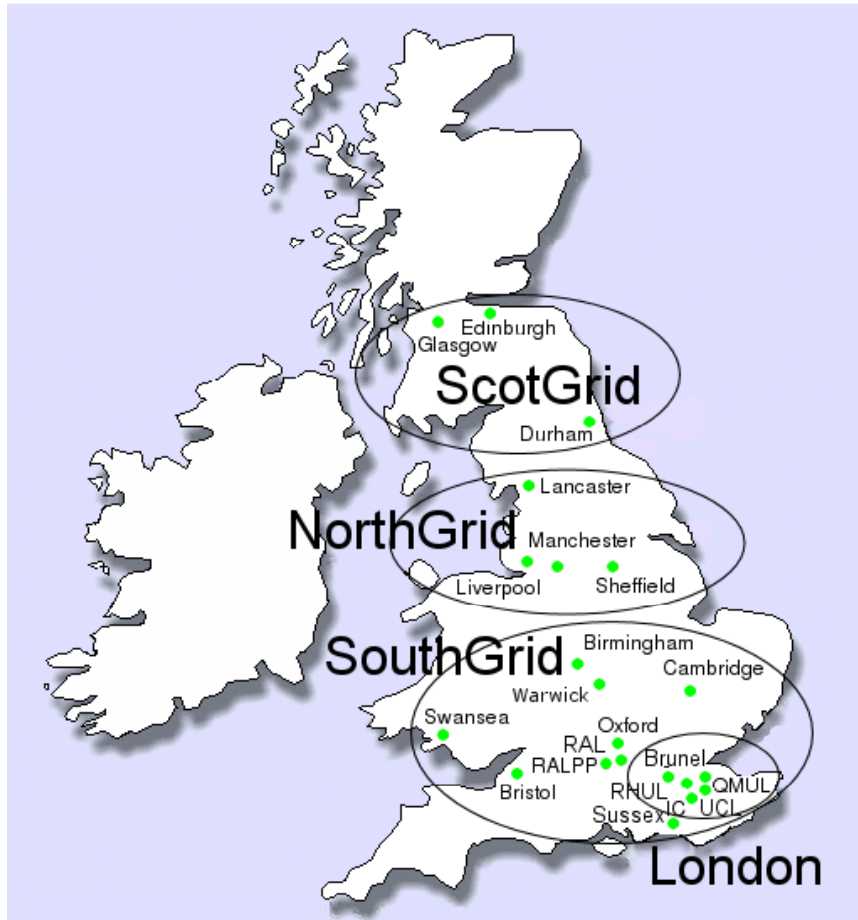 Edinburgh
Glasgow
ScotGrid
Durham
Lancaster
NorthGrid
Manchester
Liverpool
Sheffield
SouthGrid
Birmingham
Cambridge
Warwick
Swansea
Oxford
RAL
RALPP
Brunel
Bristol
RHUL
QMUL
IC
UCL
Sussex
London